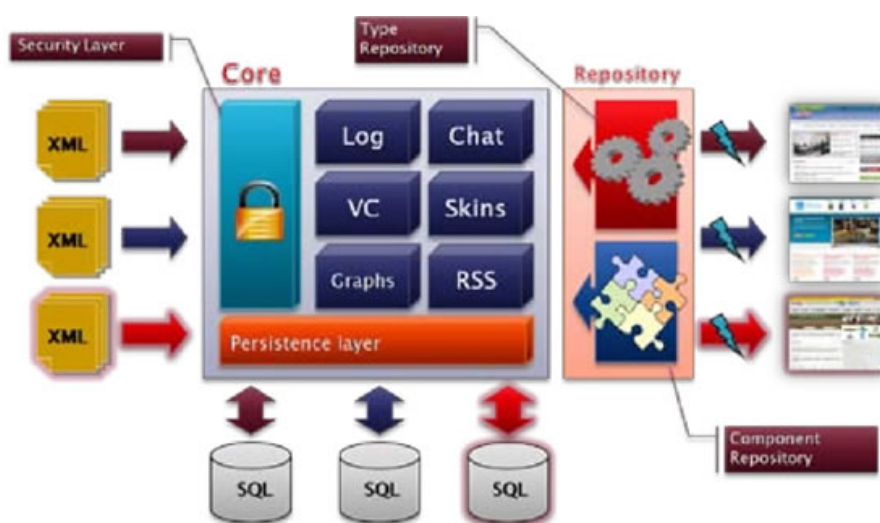 Security Layer
Type
Repository
Core
Repository
XML
Log
Chat
XML
VC
Skins
Graphs
RSS
XML
Persistence layer
SQL
SQL
SQL
Component
Repository